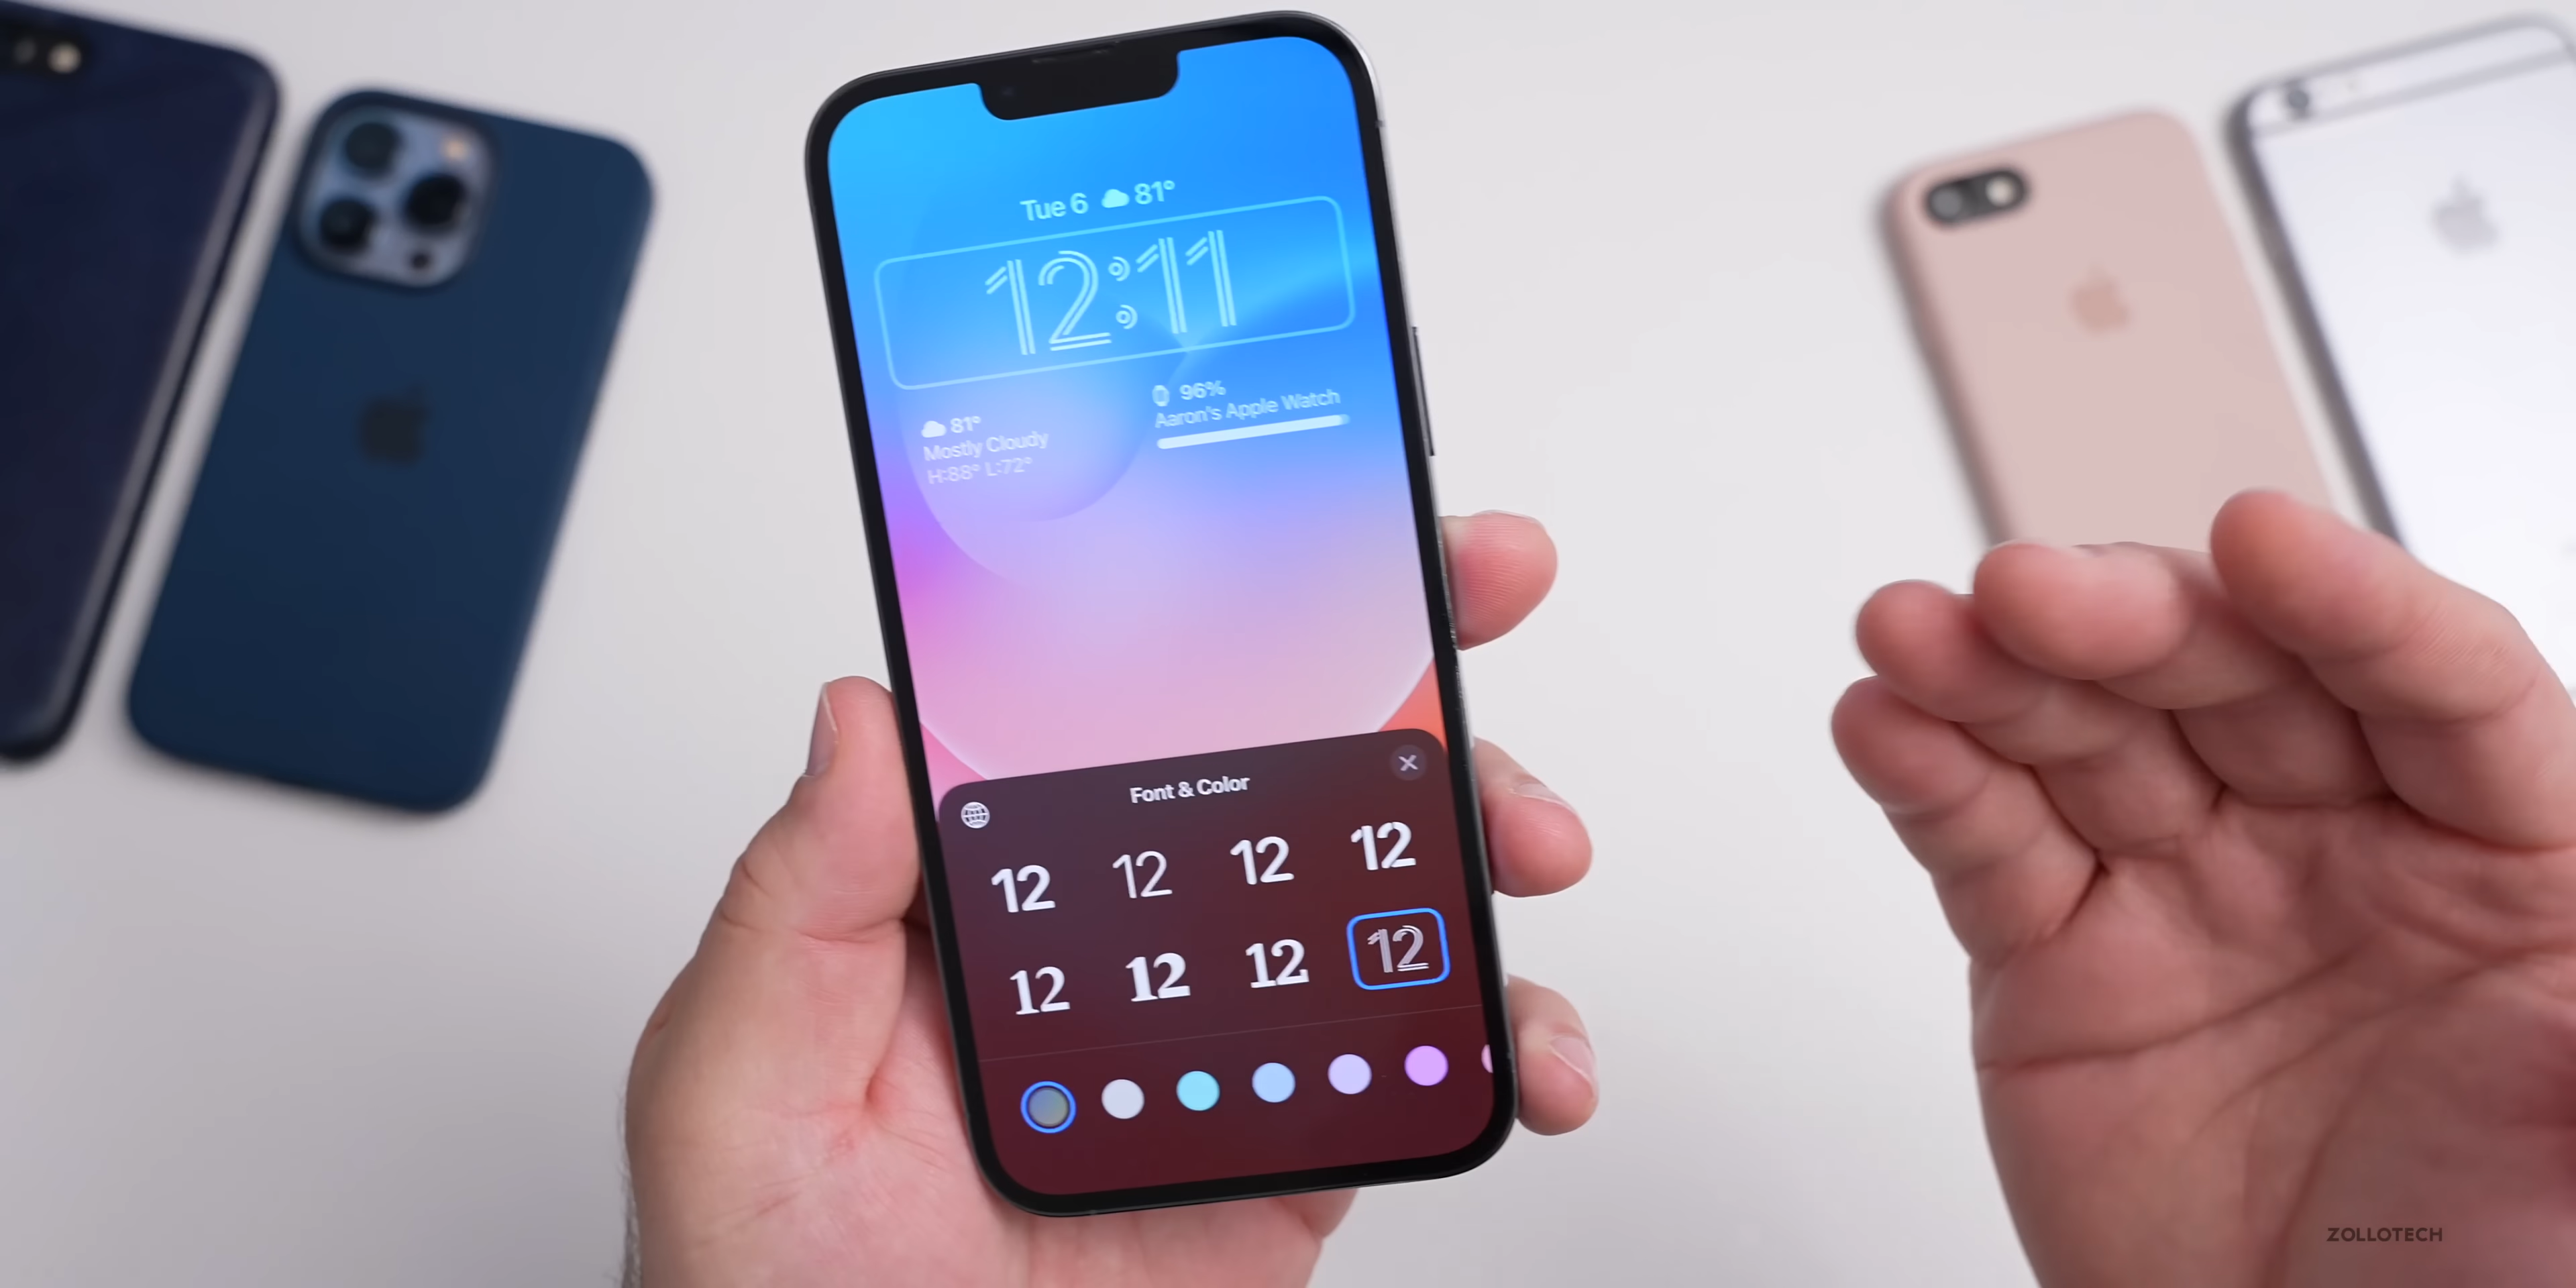 Tue 6 81°
12:11
81°
Mostly Cloudy
H:88° L:72°
96%
Aaron's Apple Watch
Font & Color
12 12 12 12
12 12 12 12
ZOLLOTECH